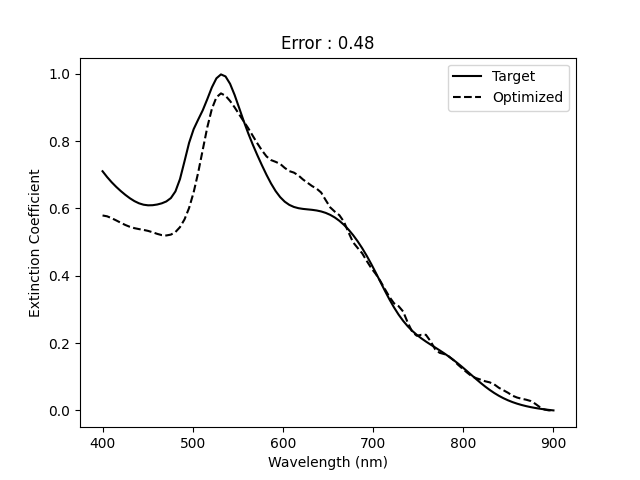 Error : 0.48
Target
Optimized
Extinction Coefficient
1.0
0.8
0.6
0.4
0.2
0.0
400 500 600 700 800 900
Wavelength (nm)